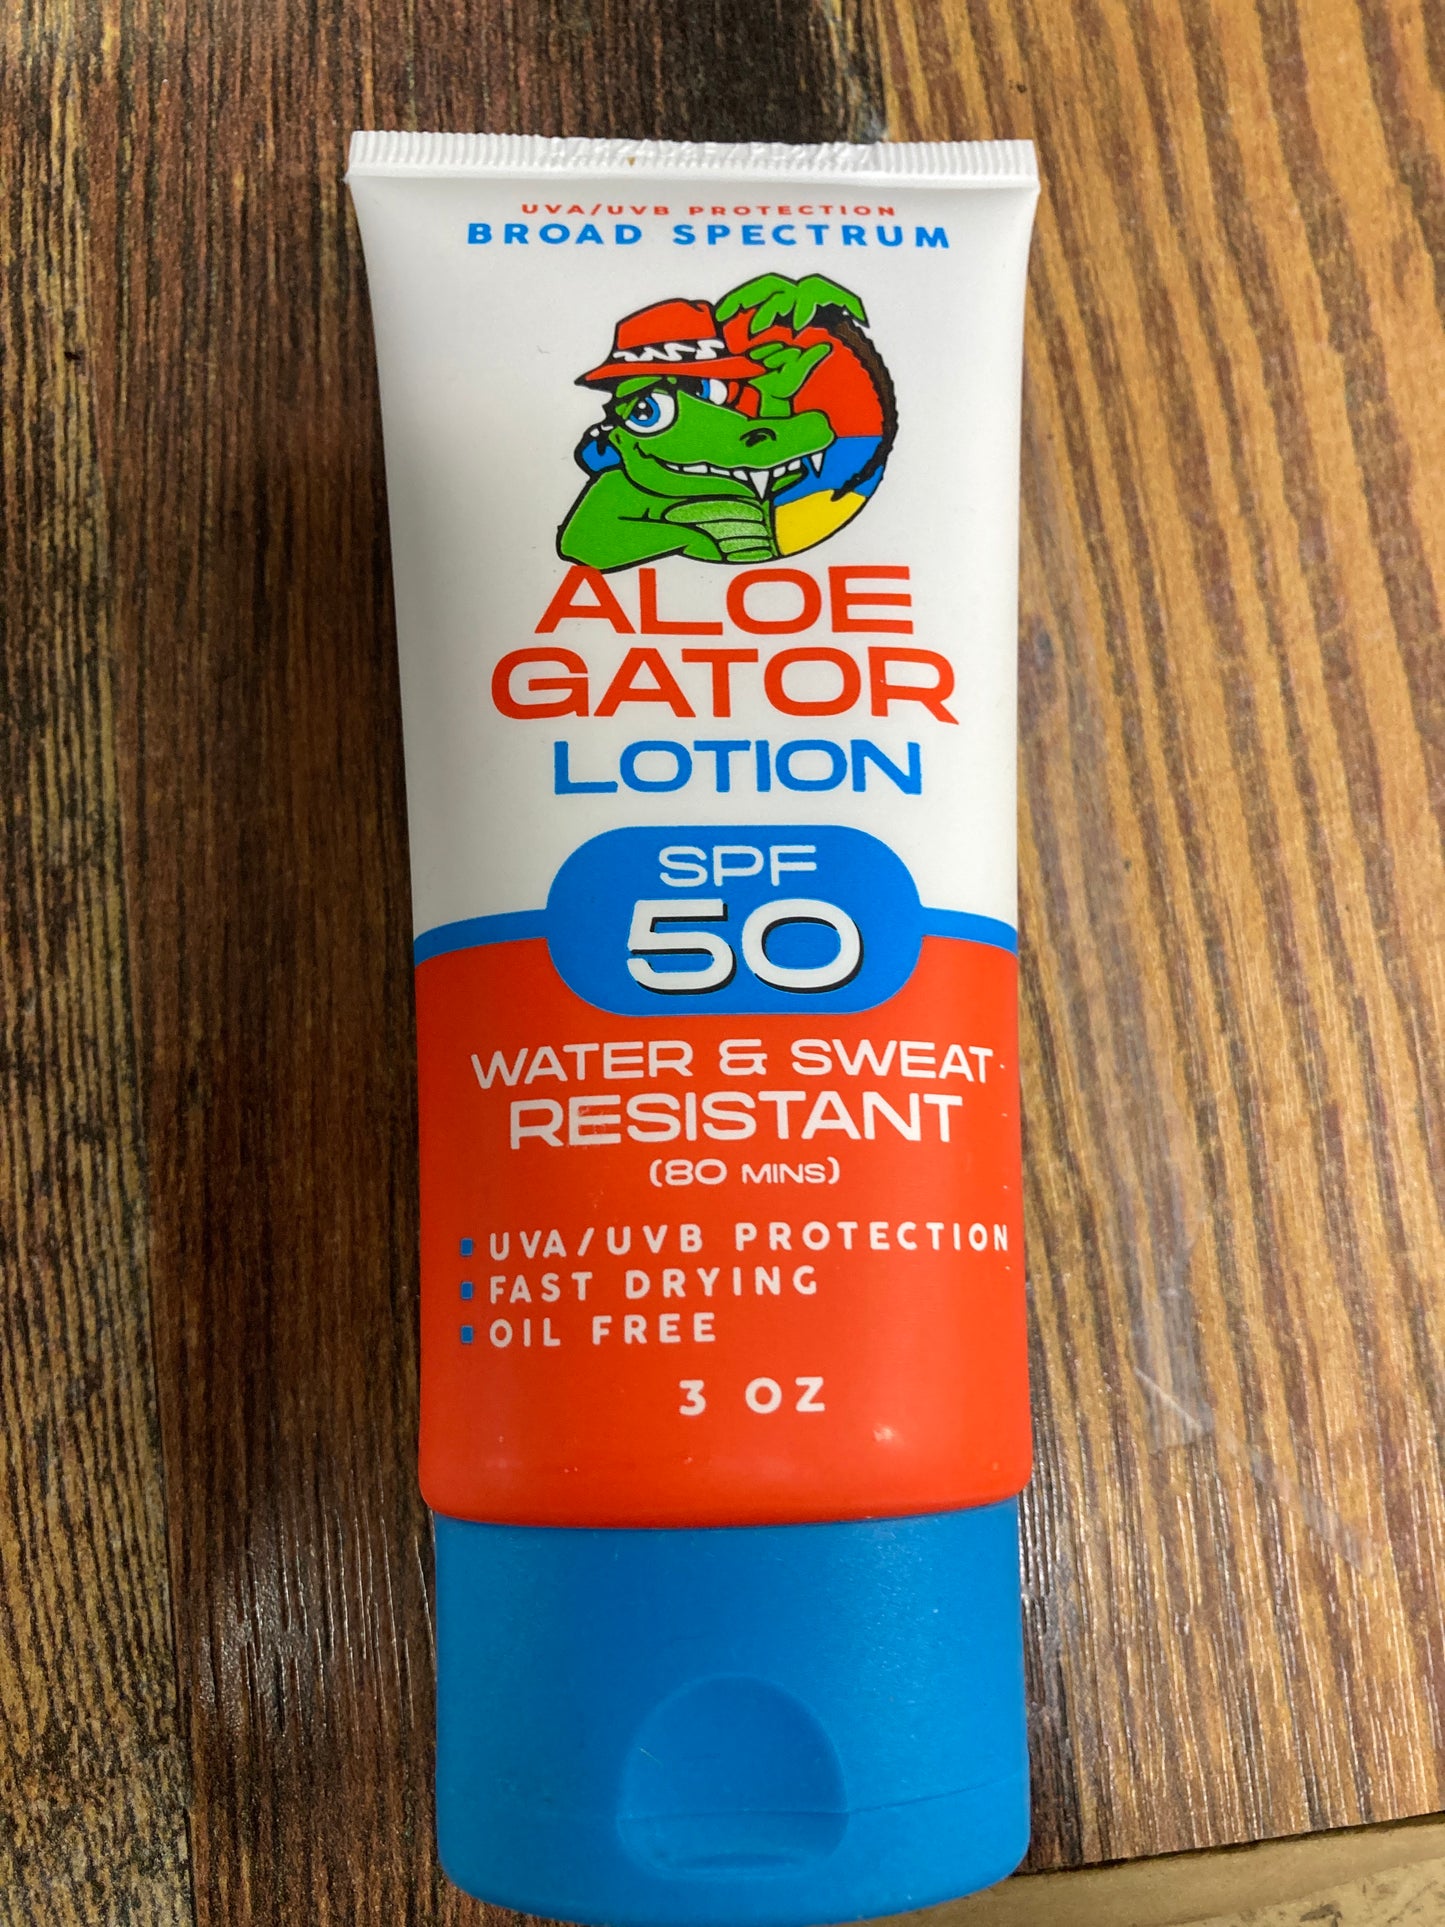 UVA/UVB PROTECTION
BROAD SPECTRUM
ALOE
GATOR
LOTION
SPF
50
WATER & SWEAT
RESISTANT
(80 MINS)
UVA/UVB PROTECTION
FAST DRYING
OIL FREE
3 OZ